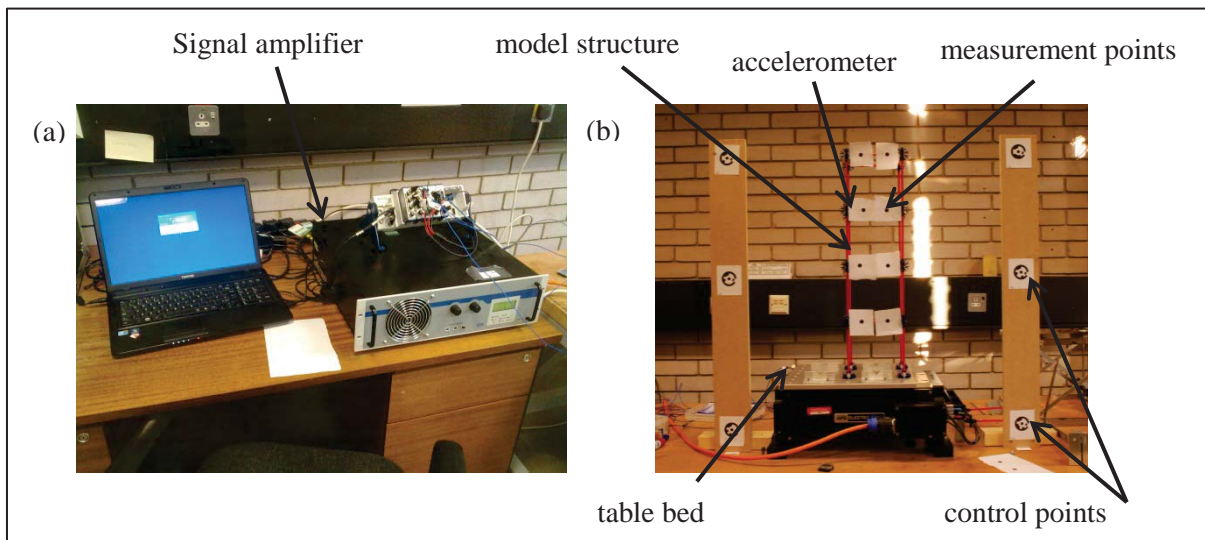 Signal amplifier
model structure
accelerometer
measurement points
(a)
(b)
table bed
control points